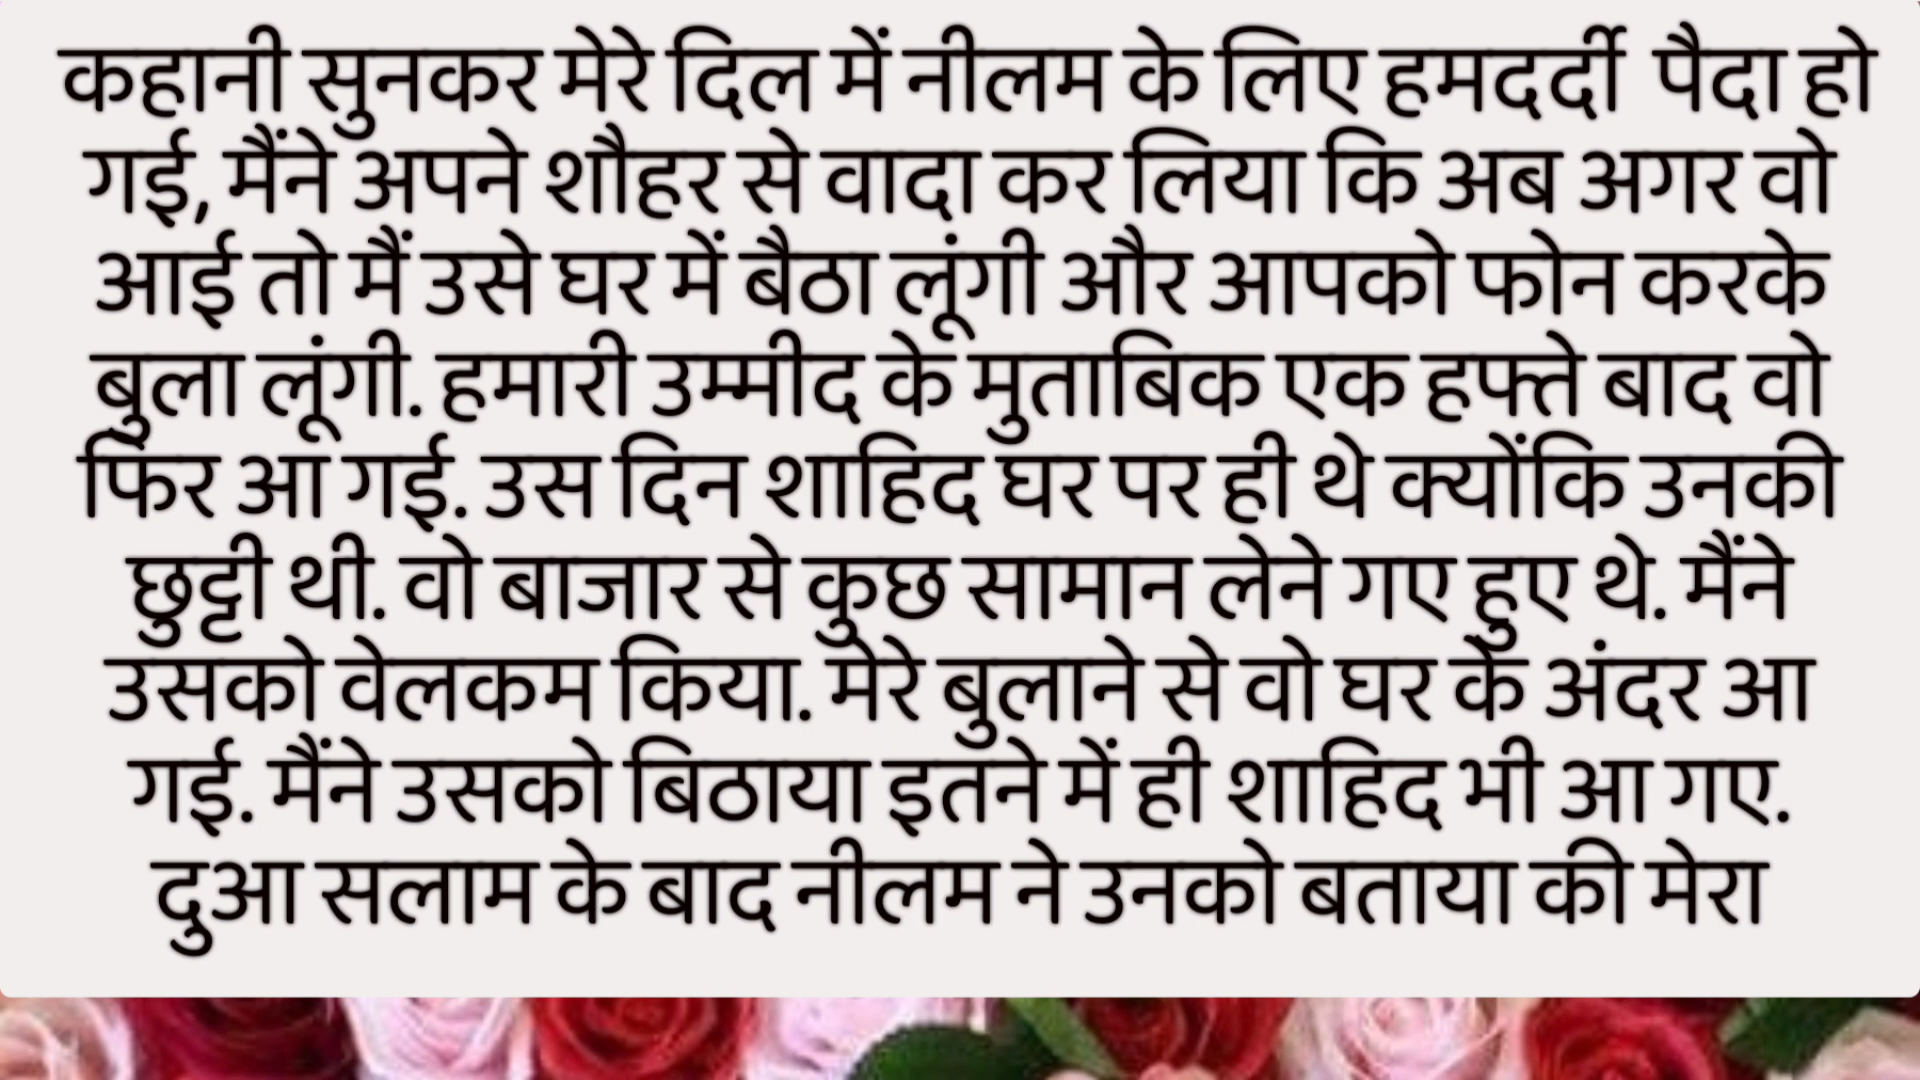 कहानी सुनकर मेरे दिल में नीलम के लिए हमदर्दी पैदा हो
गई, मैंने अपने शौहर से वादा कर लिया कि अब अगर वो
आई तो मैं उसे घर में बैठा लूंगी और आपको फोन करके
बुला लूंगी. हमारी उम्मीद के मुताबिक एक हफ्ते बाद वो
फिर आ गई. उस दिन शाहिद घर पर ही थे क्योंकि उनकी
छुट्टी थी. वो बाजार से कुछ सामान लेने गए हुए थे. मैंने
उसको वेलकम किया. मेरे बुलाने से वो घर के अंदर आ
गई. मैंने उसको बिठाया इतने में ही शाहिद भी आ गए.
दुआ सलाम के बाद नीलम ने उनको बताया की मेरा